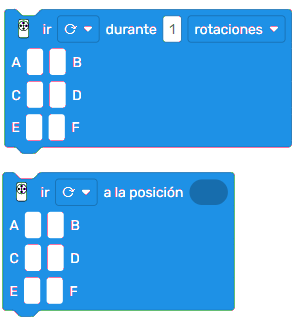 ir durante 1 rotaciones
A B
C D
E F
ir a la posición
A B
C D
E F